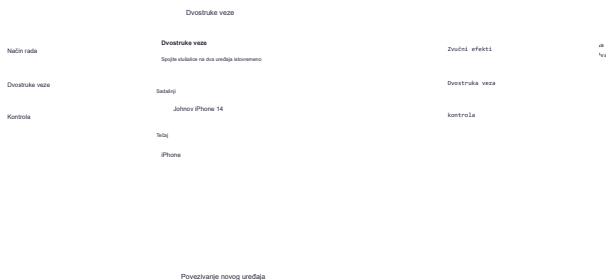 Dvostruke veze
Način rada
Dvostruke veze
Kontrola
Dvostruke veze
Spojite slušalice na dva uređaja istovremeno
Sadašnji
Johnov iPhone 14
Tečaj
iPhone
Povezivanje novog uređaja
Zvučni efekti
Dvostruka veza
kontrola